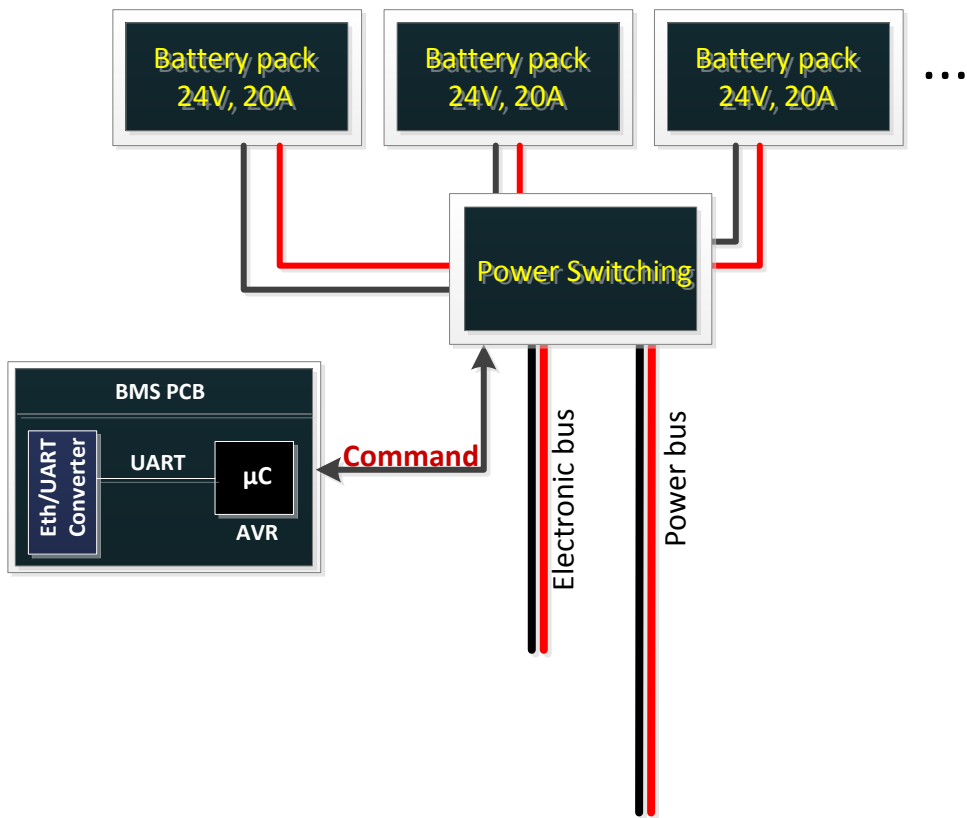 Battery pack
24V, 20A
Battery pack
24V, 20A
Battery pack
24V, 20A
...
Power Switching
BMS PCB
Eth/UART
Converter
UART
µC
AVR
Command
Electronic bus
Power bus